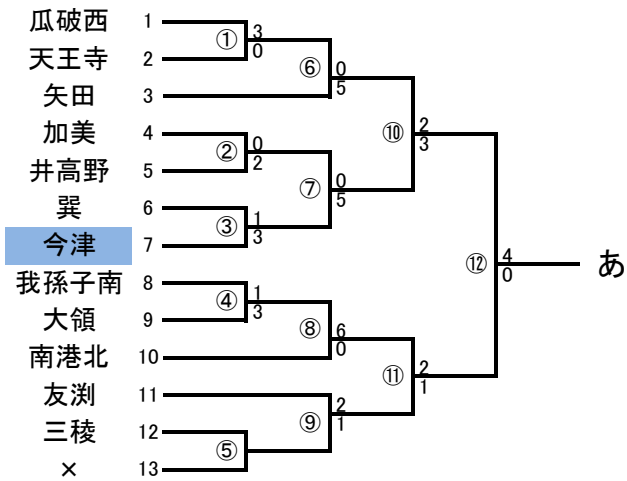 瓜破西 1
① 3
0
天王寺 2
⑥ 0
5
矢田 3
⑩ 2
3
加美 4
② 0
2
井高野 5
⑦ 0
5
巽 6
③ 1
3
今津 7
⑫ 4
0
あ
我孫子南 8
④ 1
3
大領 9
⑧ 6
0
南港北 10
⑪ 2
1
友渕 11
⑨ 2
1
三稜 12
⑤
× 13